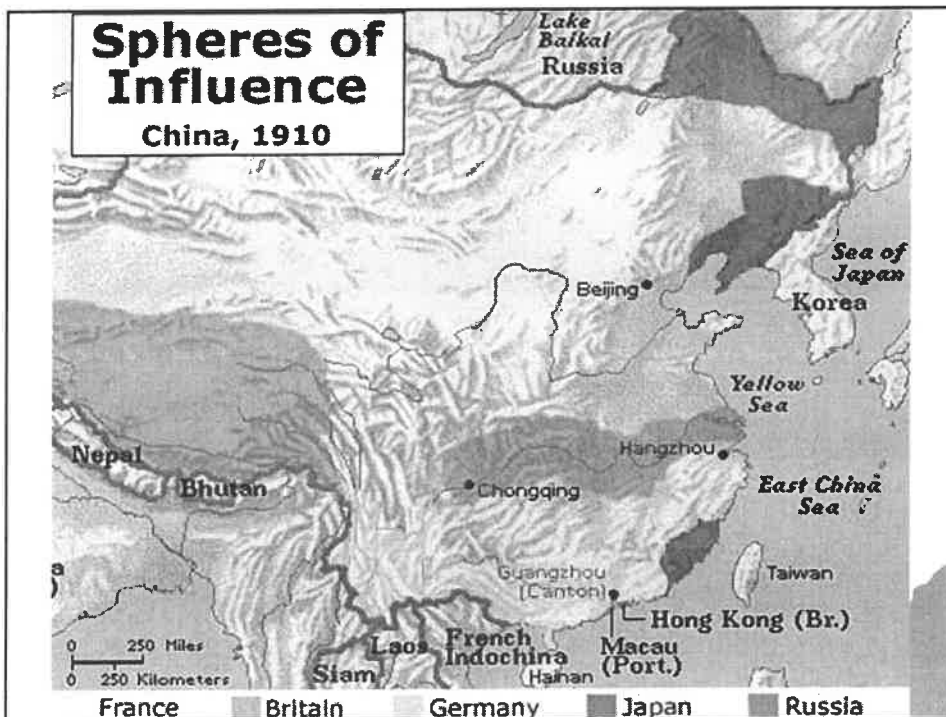 Spheres of
Influence
China, 1910
Lake
Baikal
Russia
Sea of
Japan
Beijing
Korea
Yellow
Sea
Nepal
Bhutan
Hangzhou
Chongqing
East China
Sea
Guangzhou
(Canton)
Taiwan
Hong Kong (Br.)
Macau
(Port.)
Laos
French
Indochina
Siam
Hainan
0 250 Miles
0 250 Kilometers
France Britain Germany Japan Russia